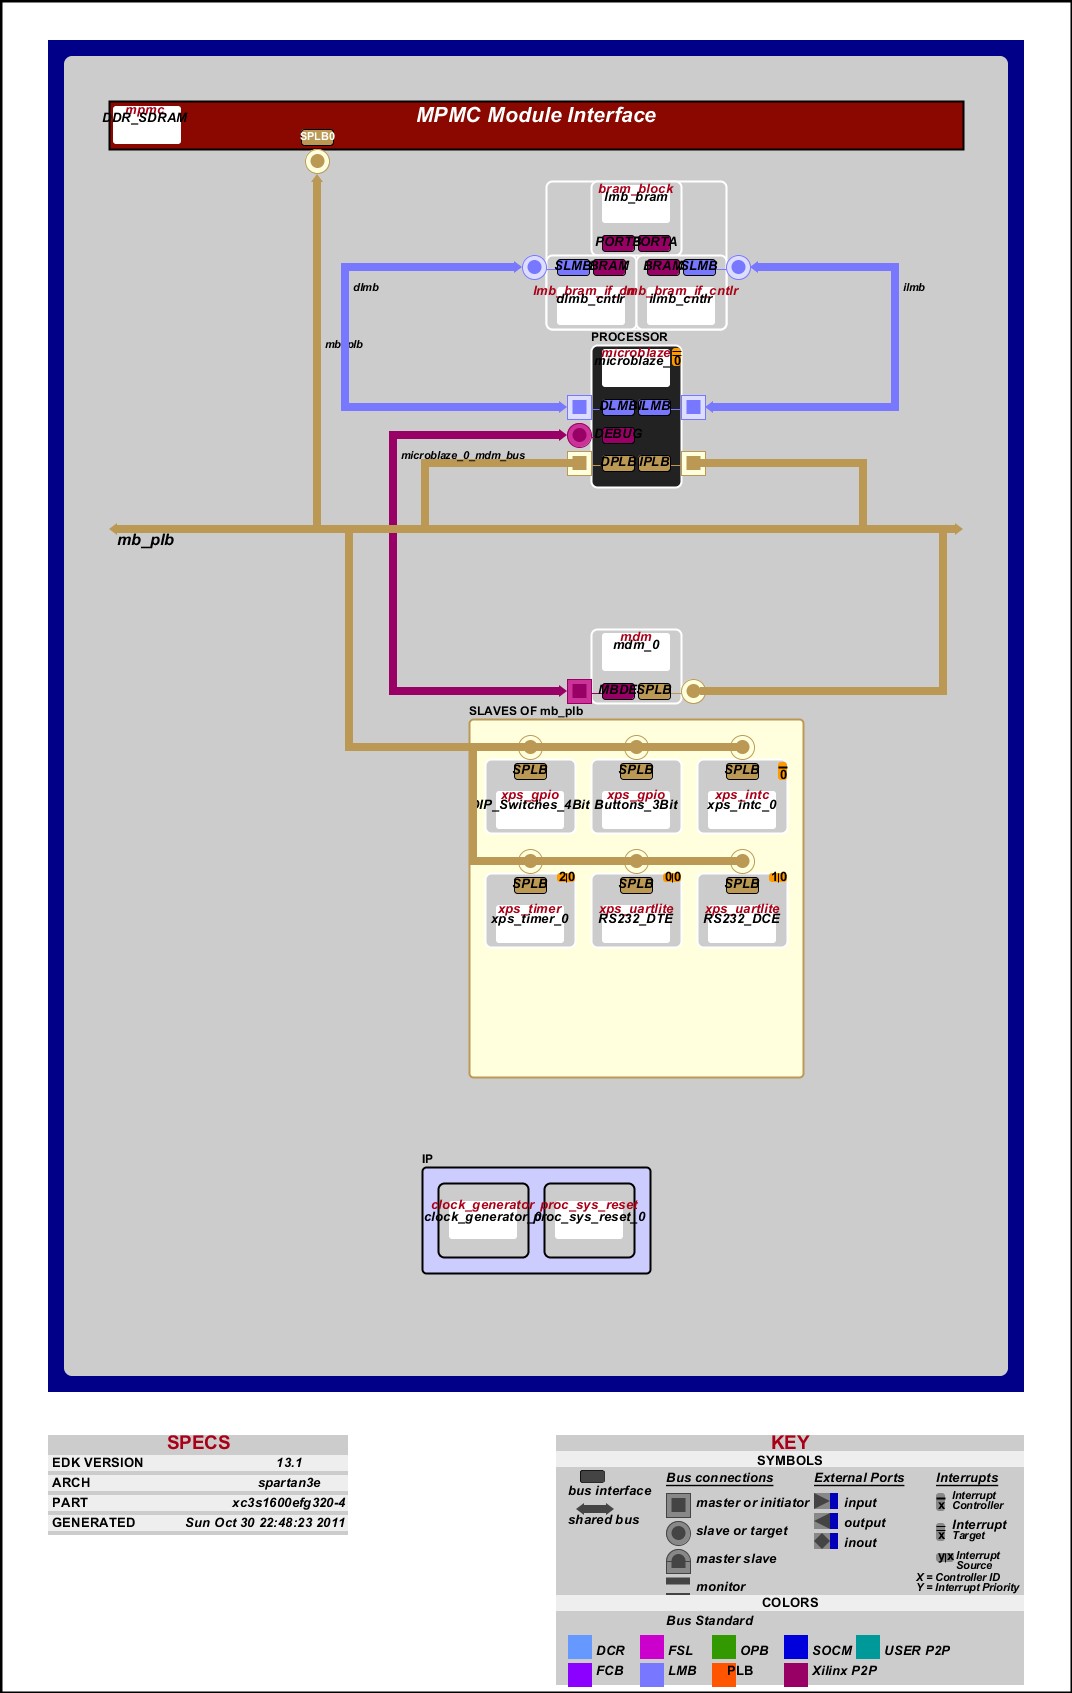 mpmc
DDR_SDRAM
MPMC Module Interface
SPLB0
bram_block
lmb_bram
PORTB
PORTA
SLMB
BRAM
BRAM
SLMB
dlmb
ilmb
lmb_bram_if_cntlr
dlmb_cntlr
ilmb_cntlr
PROCESSOR
mb_plb
microblaze
microblaze_0
DLMB
ILMB
DEBUG
microblaze_0_mdm_bus
DPLB
IPLB
mb_plb
mdm
mdm_0
SPLB
SLAVES OF mb_plb
SPLB SPLB SPLB 0
xps_gpio xps_gpio xps_intc
DIP_Switches_4Bit Buttons_3Bit xps_intc_0
SPLB 2|0 SPLB 0|0 SPLB 1|0
xps_timer xps_uartlite xps_uartlite
xps_timer_0 RS232_DTE RS232_DCE
IP
clock_generator proc_sys_reset
clock_generator_0 proc_sys_reset_0
SPECS
EDK VERSION 13.1
ARCH spartan3e
PART xc3s1600efg320-4
GENERATED Sun Oct 30 22:48:23 2011
KEY
SYMBOLS
bus interface
shared bus
Bus connections
master or initiator
slave or target
master slave
monitor
External Ports
input
output
inout
Interrupts
x Interrupt Controller
x Interrupt Target
y|x Interrupt Source
X = Controller ID
Y = Interrupt Priority
COLORS
Bus Standard
DCR FSL OPB SOCM USER P2P
FCB LMB PLB Xilinx P2P